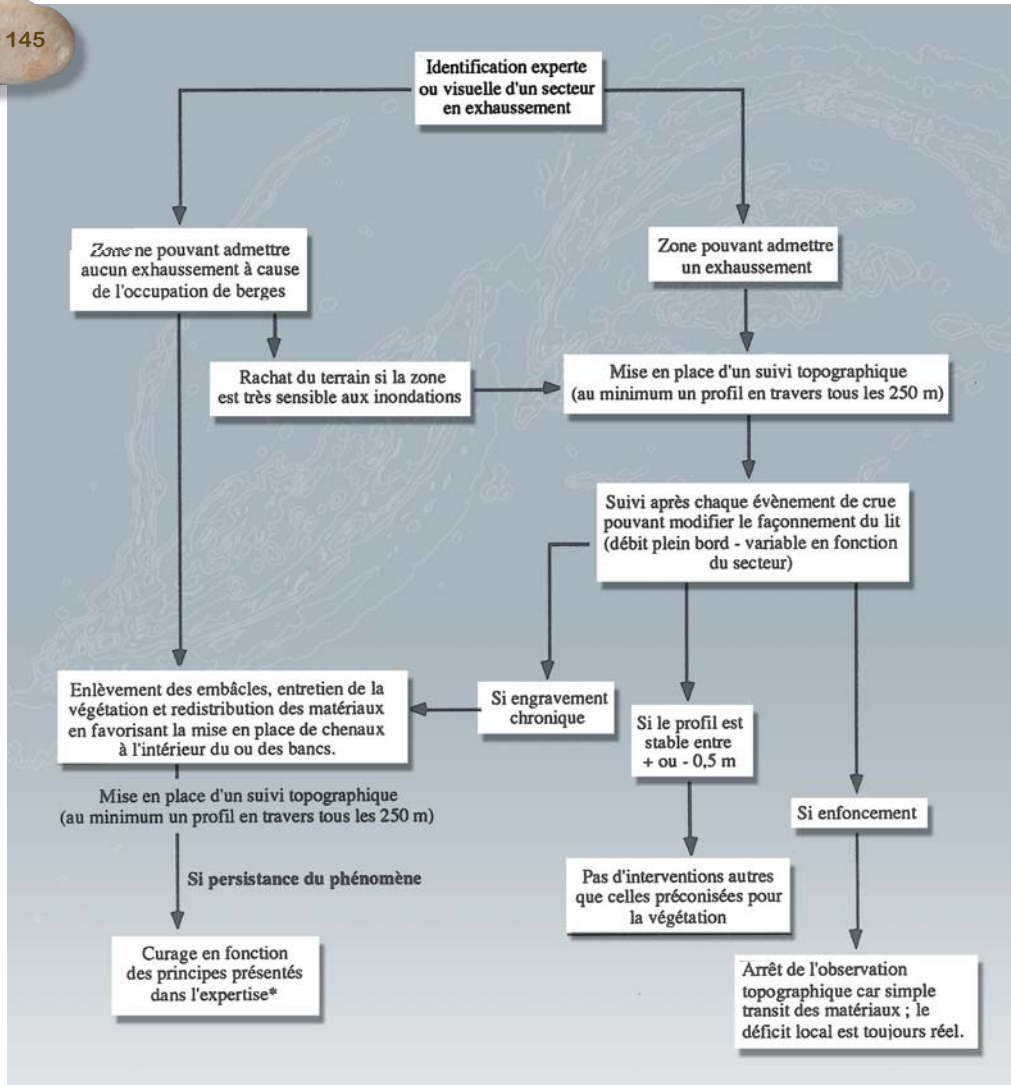 145
Identification experte
ou visuelle d'un secteur
en exhaussement
Zone ne pouvant admettre
aucun exhaussement à cause
de l'occupation de berges
Zone pouvant admettre
un exhaussement
Rachat du terrain si la zone
est très sensible aux inondations
Mise en place d'un suivi topographique
(au minimum un profil en travers tous les 250 m)
Suivi après chaque évènement de crue
pouvant modifier le façonnement du lit
(débit plein bord - variable en fonction
du secteur)
Enlèvement des embâcles, entretien de la
végétation et redistribution des matériaux
en favorisant la mise en place de chenaux
à l'intérieur du ou des bancs.
Si engravement
chronique
Si le profil est
stable entre
+ ou - 0,5 m
Si enfoncement
Mise en place d'un suivi topographique
(au minimum un profil en travers tous les 250 m)
Si persistance du phénomène
Pas d'interventions autres
que celles préconisées pour
la végétation
Curage en fonction
des principes présentés
dans l'expertise*
Arrêt de l'observation
topographique car simple
transit des matériaux ; le
déficit local est toujours réel.